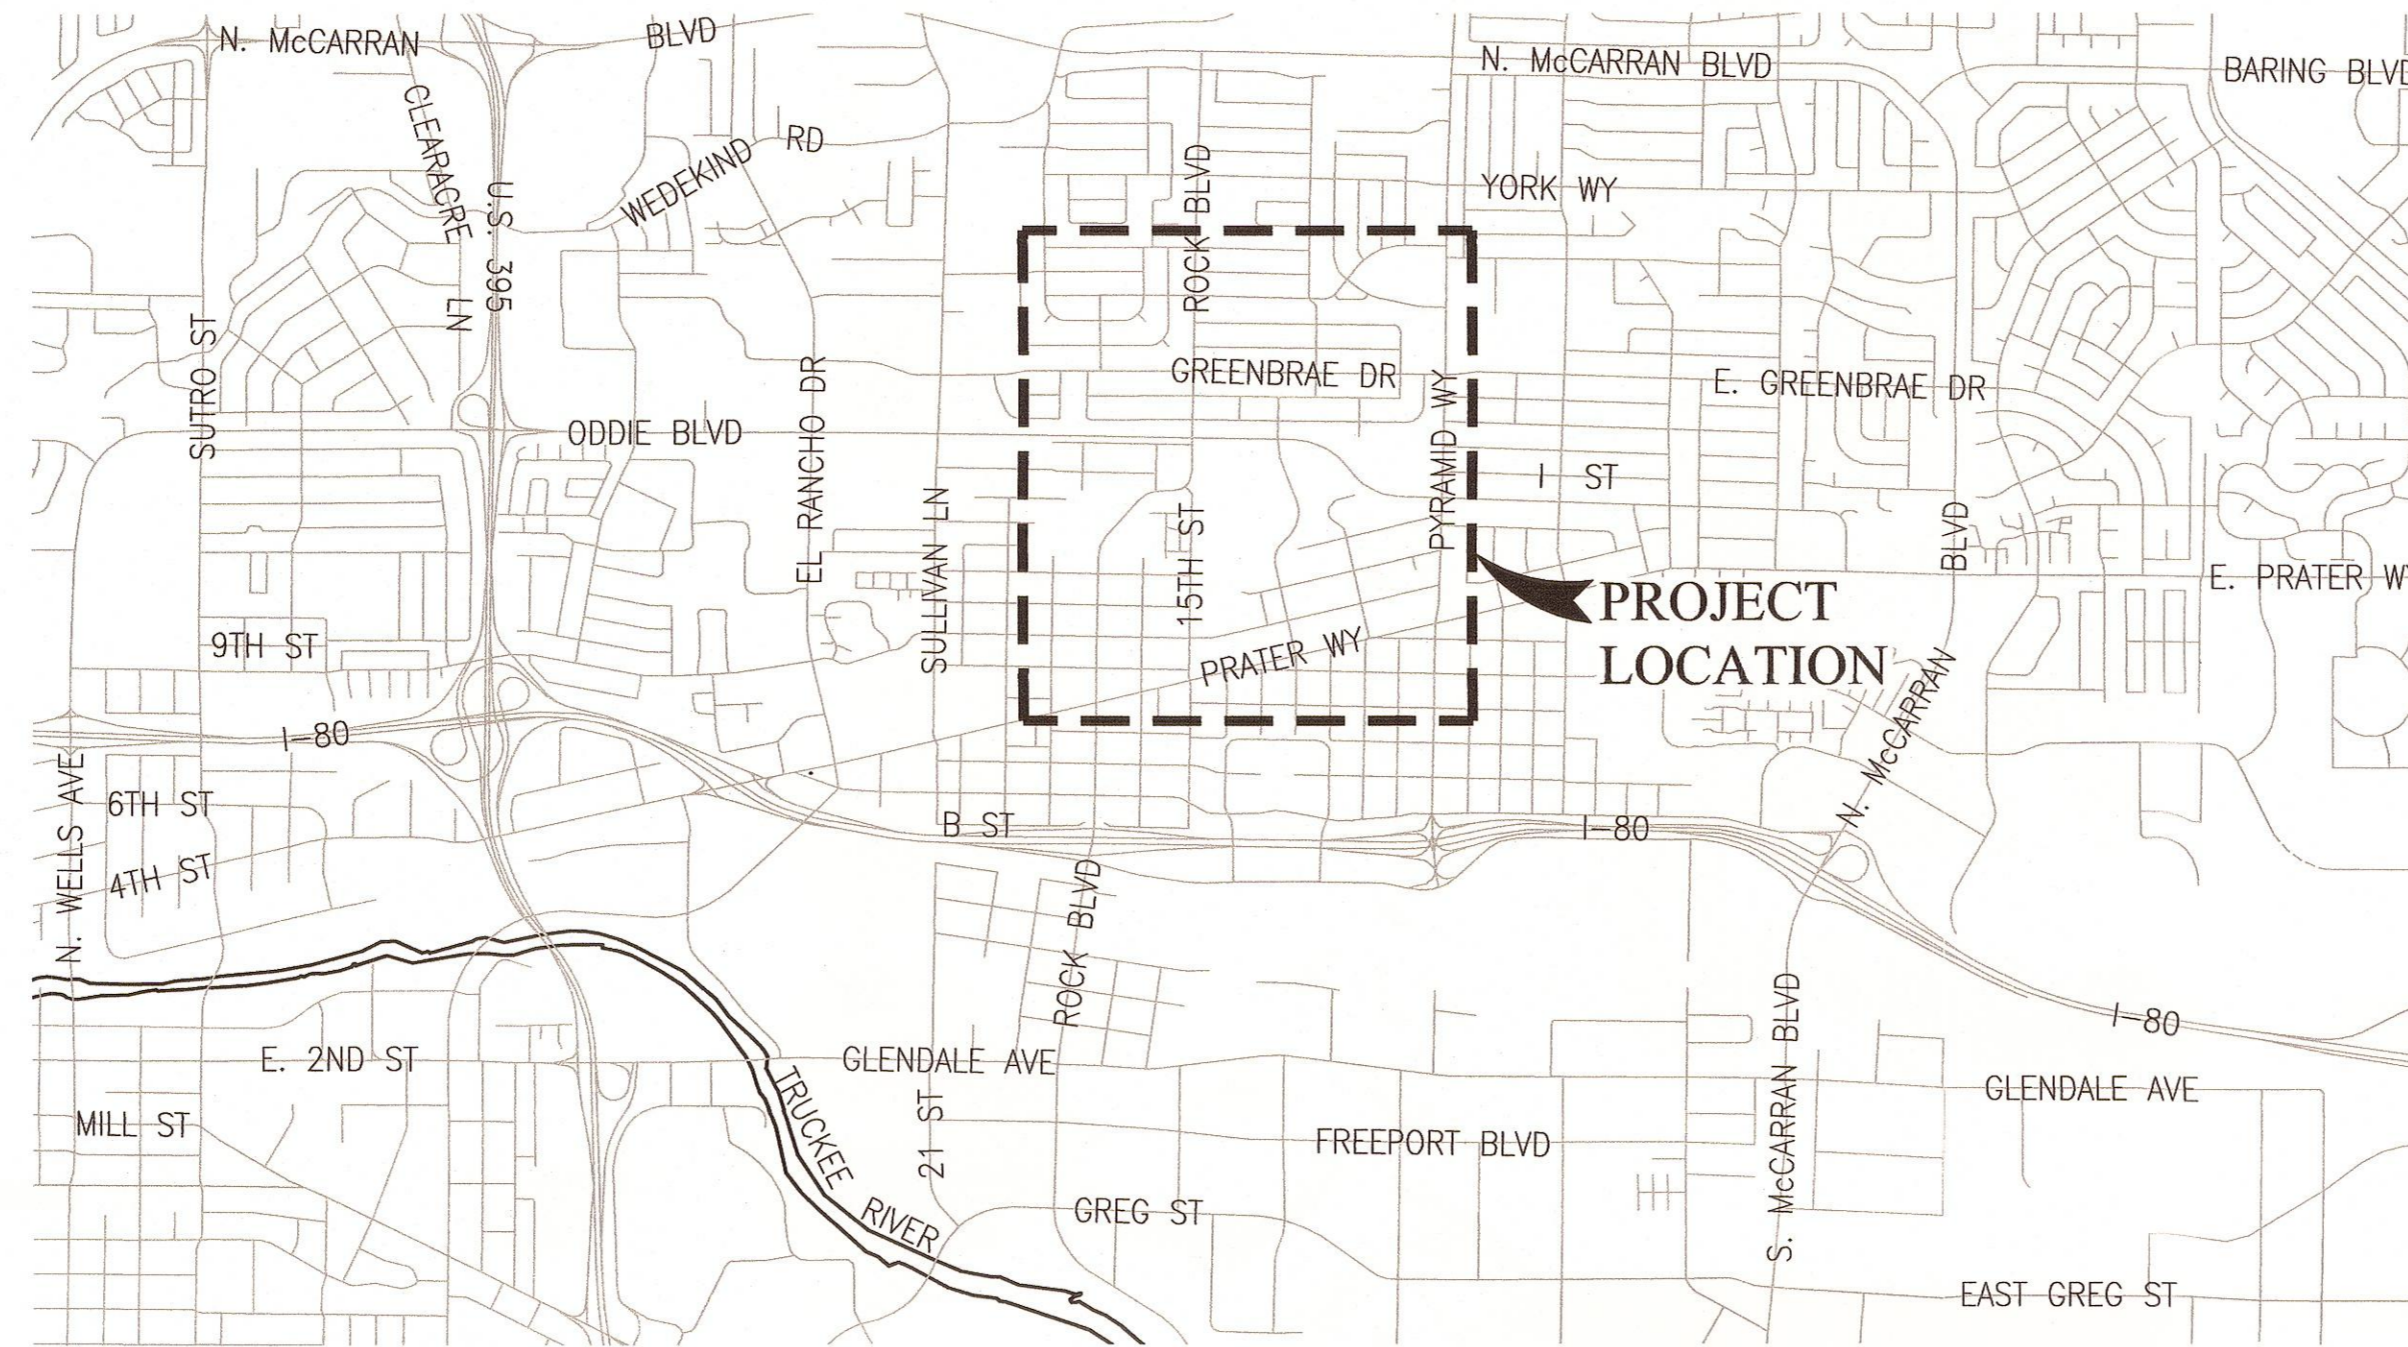 N. McCARRAN BLVD
N. McCARRAN BLVD
BARING BLVD
CLEARACRE LN
U.S. 395
WEDEKIND RD
ROCK BLVD
YORK WY
SUTRO ST
ODDIE BLVD
EL RANCHO DR
SULLIVAN LN
GREENBRAE DR
PYRAMID WY
E. GREENBRAE DR
I ST
15TH ST
PRATER WY
PROJECT
LOCATION
E. PRATER WY
N. McCARRAN BLVD
9TH ST
I-80
N. WELLS AVE
6TH ST
4TH ST
B ST
I-80
ROCK BLVD
I-80
E. 2ND ST
MILL ST
TRUCKEE RIVER
GLENDALE AVE
21 ST
GREG ST
FREEPORT BLVD
S. McCARRAN BLVD
GLENDALE AVE
EAST GREG ST